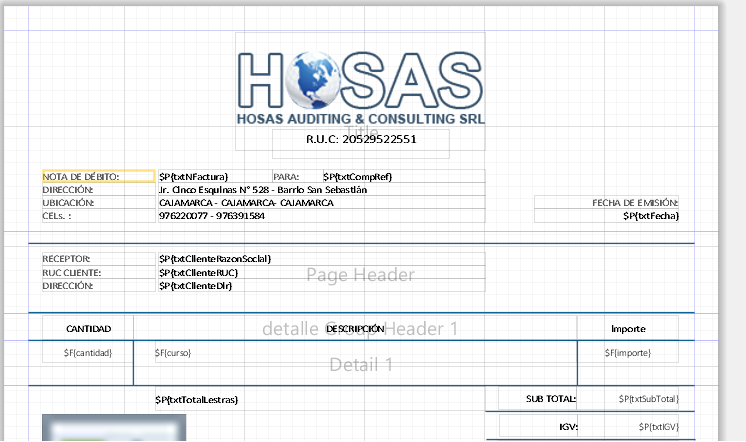 HOSAS
HOSAS AUDITING & CONSULTING SRL
Title
R.U.C: 20529522551
NOTA DE DÉBITO: $P{txtNFactura} PARA: $P{txtCompRef}
DIRECCIÓN: Jr. Cinco Esquinas N° 528 - Barrio San Sebastián
UBICACIÓN: CAJAMARCA - CAJAMARCA- CAJAMARCA FECHA DE EMISIÓN:
CELs. : 976220077 - 976391584 $P{txtFecha}
RECEPTOR: $P{txtClienteRazonSocial}
RUC CLIENTE: $P{txtClienteRUC} Page Header
DIRECCIÓN: $P{txtClienteDir}
CANTIDAD detalle Group Header 1 DESCRIPCIÓN Importe
$F{cantidad} $F{curso} $F{importe}
Detail 1
$P{txtTotalLestras} SUB TOTAL: $P{txtSubTotal}
IGV: $P{txtIGV}